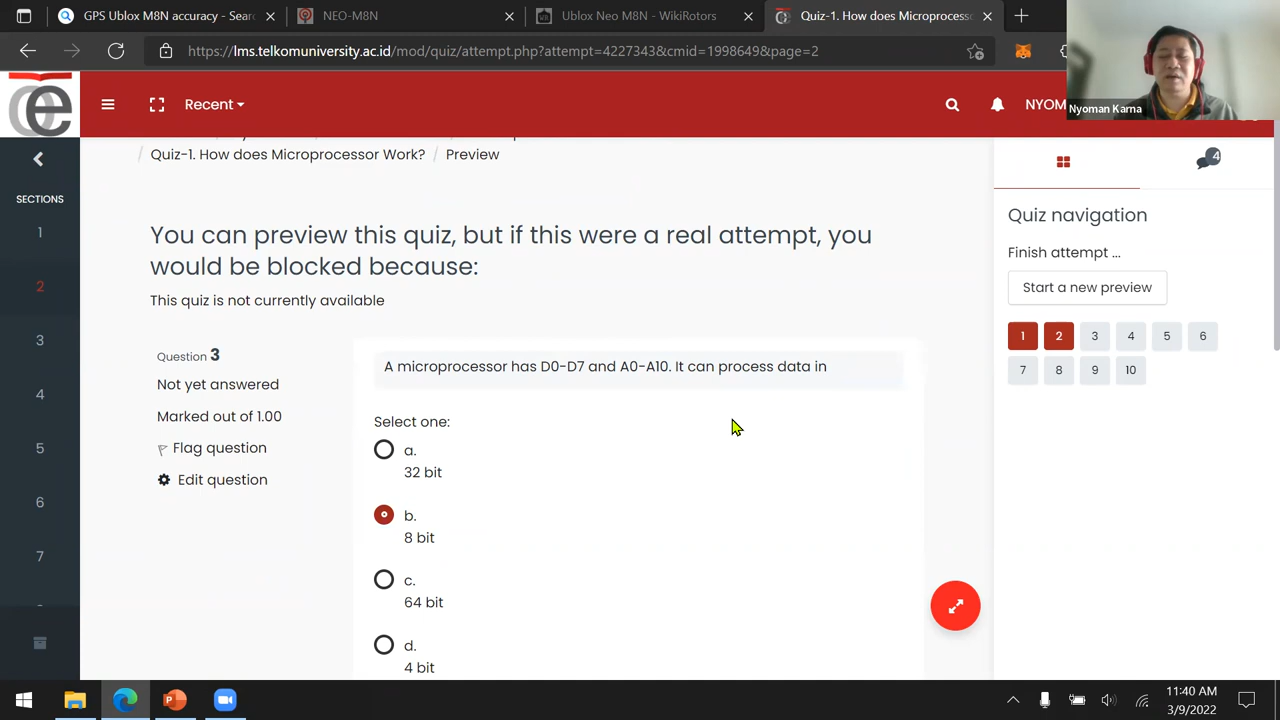 GPS Ublox M8N accuracy - Sear
NEO-M8N
Ublox Neo M8N - WikiRotors
Quiz-1. How does Microprocess
https://lms.telkomuniversity.ac.id/mod/quiz/attempt.php?attempt=4227343&cmid=1998649&page=2
Nyoman Karna
Recent
NYOM
/ Quiz-1. How does Microprocessor Work? / Preview
SECTIONS
1
2
3
4
5
6
7
You can preview this quiz, but if this were a real attempt, you
would be blocked because:
This quiz is not currently available
Question 3
Not yet answered
Marked out of 1.00
Flag question
Edit question
A microprocessor has D0-D7 and A0-A10. It can process data in
Select one:
a.
32 bit
b.
8 bit
c.
64 bit
d.
4 bit
4
Quiz navigation
Finish attempt ...
Start a new preview
1 2 3 4 5 6
7 8 9 10
11:40 AM
3/9/2022